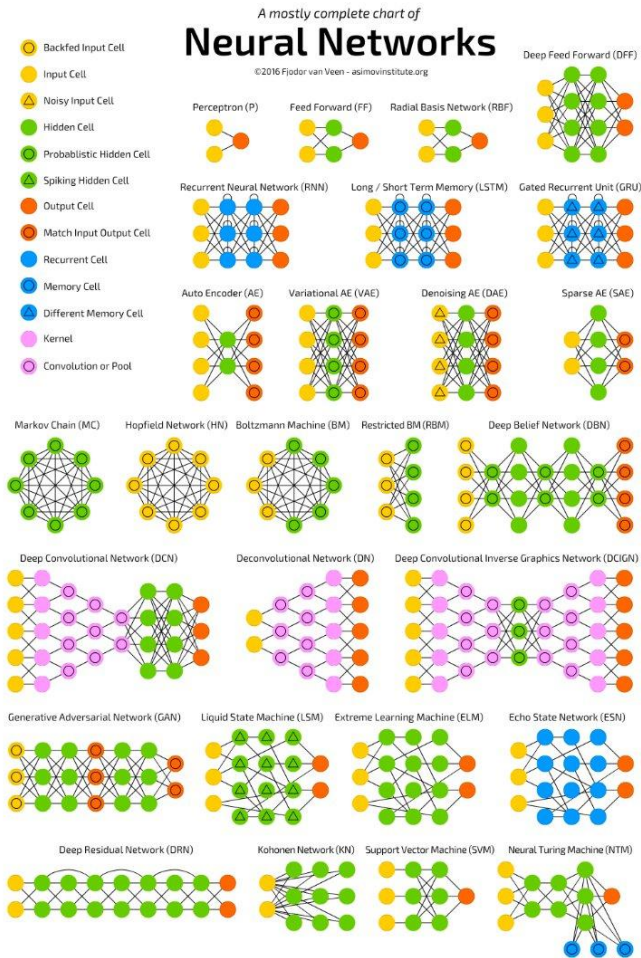 A mostly complete chart of
Neural Networks
©2016 Fjodor van Veen - asimovinstitute.org
Backfed Input Cell
Input Cell
Noisy Input Cell
Hidden Cell
Probablistic Hidden Cell
Spiking Hidden Cell
Output Cell
Match Input Output Cell
Recurrent Cell
Memory Cell
Different Memory Cell
Kernel
Convolution or Pool
Deep Feed Forward (DFF)
Perceptron (P)
Feed Forward (FF)
Radial Basis Network (RBF)
Recurrent Neural Network (RNN)
Long / Short Term Memory (LSTM)
Gated Recurrent Unit (GRU)
Auto Encoder (AE)
Variational AE (VAE)
Denoising AE (DAE)
Sparse AE (SAE)
Markov Chain (MC)
Hopfield Network (HN)
Boltzmann Machine (BM)
Restricted BM (RBM)
Deep Belief Network (DBN)
Deep Convolutional Network (DCN)
Deconvolutional Network (DN)
Deep Convolutional Inverse Graphics Network (DCIGN)
Generative Adversarial Network (GAN)
Liquid State Machine (LSM)
Extreme Learning Machine (ELM)
Echo State Network (ESN)
Deep Residual Network (DRN)
Kohonen Network (KN)
Support Vector Machine (SVM)
Neural Turing Machine (NTM)